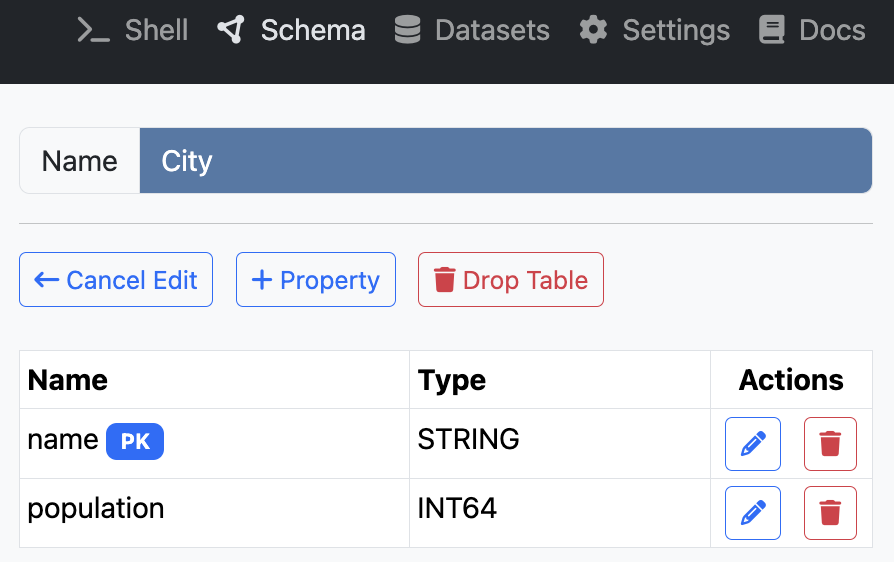 Shell Schema Datasets Settings Docs
Name City
Cancel Edit Property Drop Table
Name Type Actions
name PK STRING
population INT64